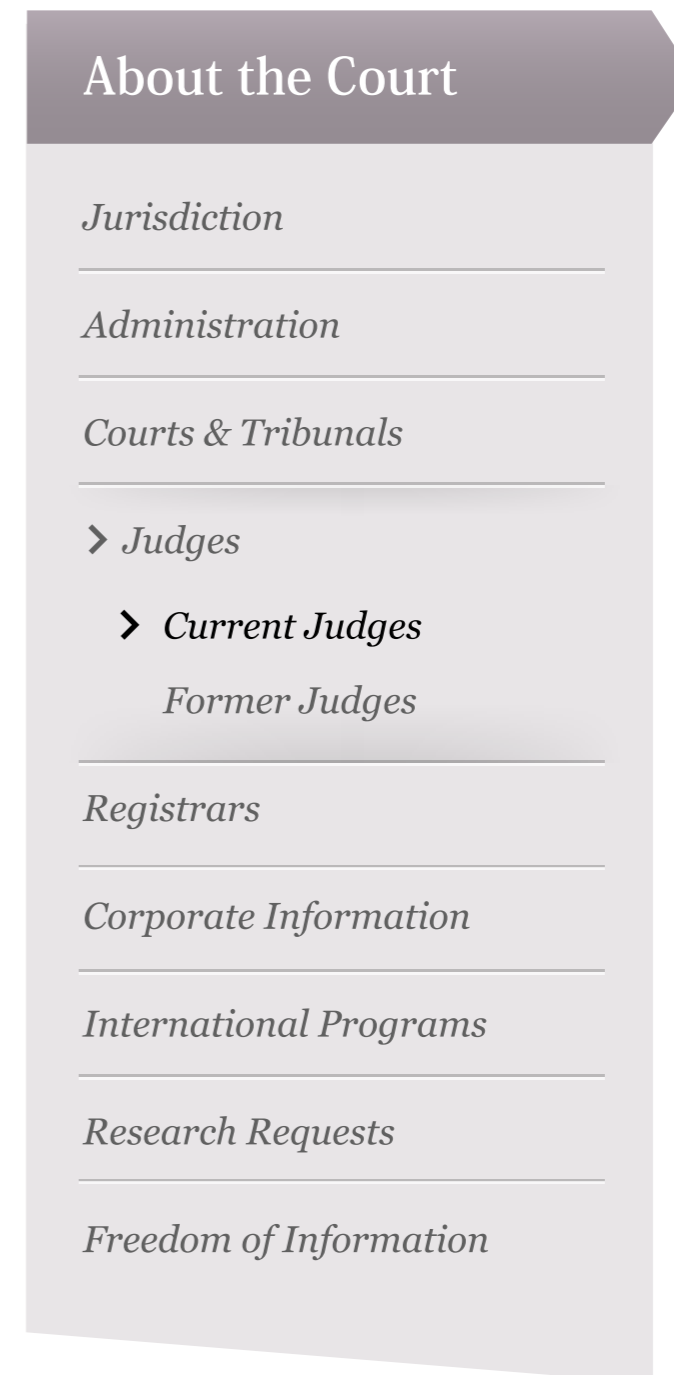 About the Court
Jurisdiction
Administration
Courts & Tribunals
Judges
Current Judges
Former Judges
Registrars
Corporate Information
International Programs
Research Requests
Freedom of Information